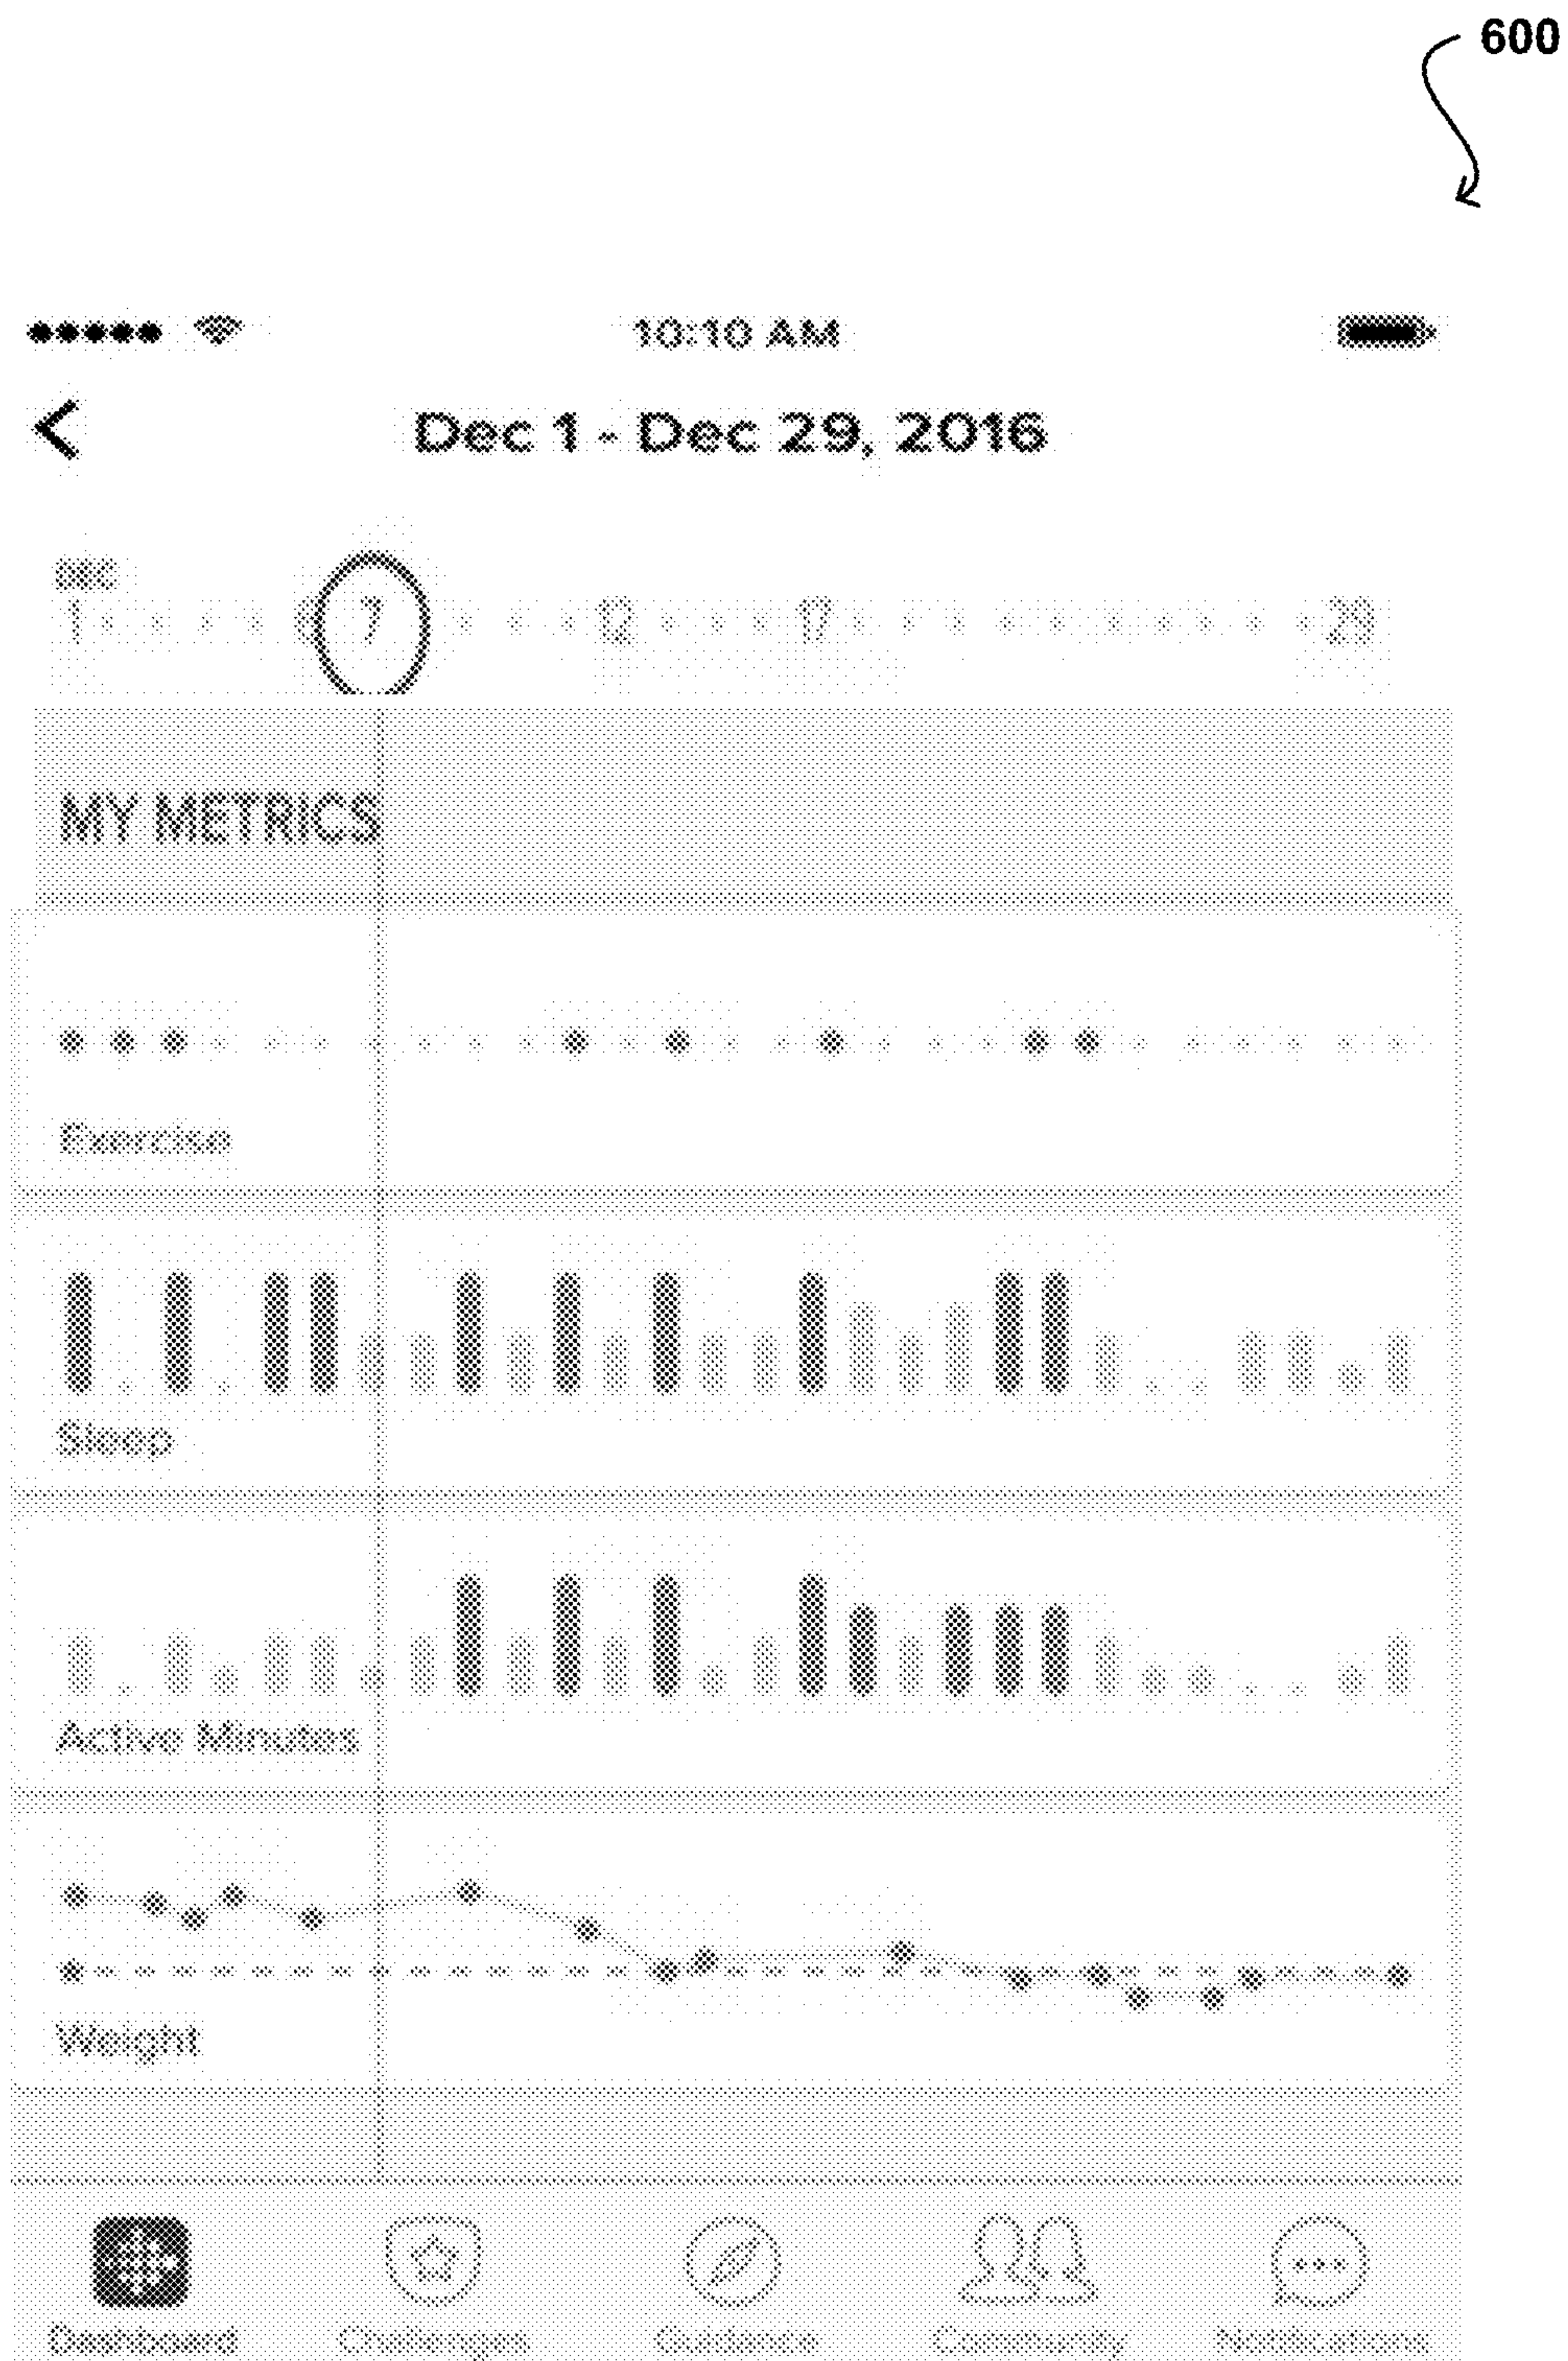 600
10:10 AM
Dec 1 - Dec 29, 2016
DEC
1 7 12 17 29
MY METRICS
Exercise
Sleep
Active Minutes
Weight
Dashboard Challenges Guidance Community Notifications